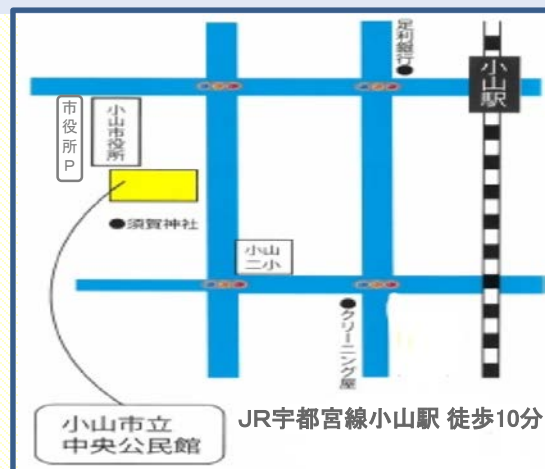 足利銀行
小山駅
市役所P
小山市役所
須賀神社
小山
二小
クリーニング屋
小山市立
中央公民館
JR宇都宮線小山駅 徒歩10分